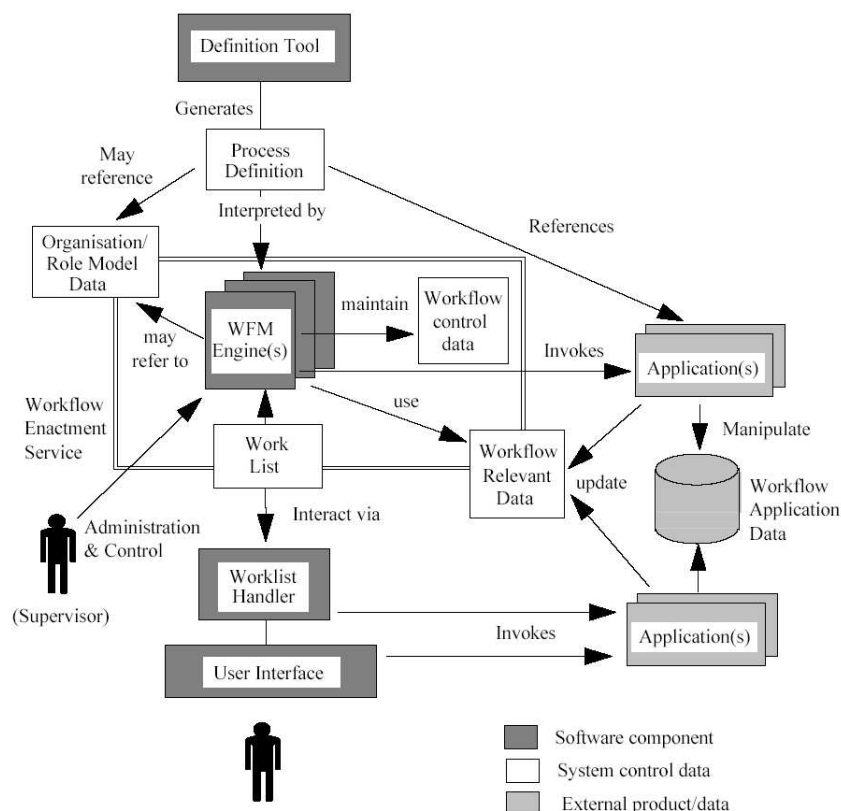 Definition Tool
Generates
Process
Definition
May
reference
Interpreted by
References
Organisation/
Role Model
Data
WFM
Engine(s)
maintain
Workflow
control
data
may
refer to
Invokes
Application(s)
use
Workflow
Enactment
Service
Work
List
Workflow
Relevant
Data
Manipulate
update
Workflow
Application
Data
Interact via
Administration
& Control
(Supervisor)
Worklist
Handler
Invokes
Application(s)
User Interface
Software component
System control data
External product/data